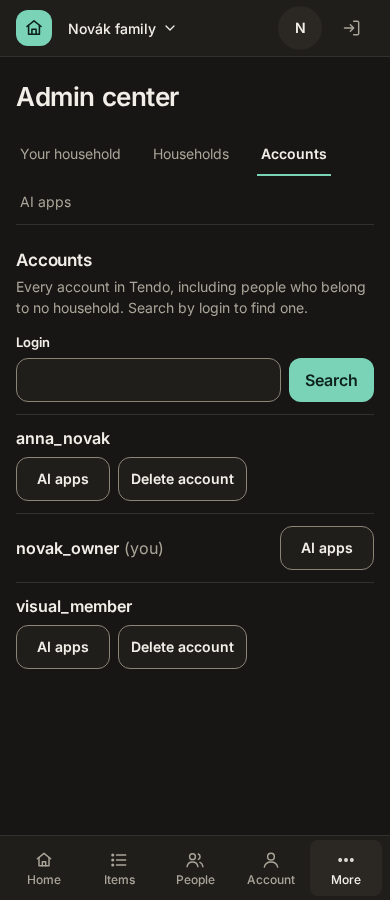 Novák family
N
Admin center
Your household
Households
Accounts
AI apps
Accounts
Every account in Tendo, including people who belong
to no household. Search by login to find one.
Login
Search
anna_novak
AI apps
Delete account
novak_owner (you)
AI apps
visual_member
AI apps
Delete account
Home
Items
People
Account
More